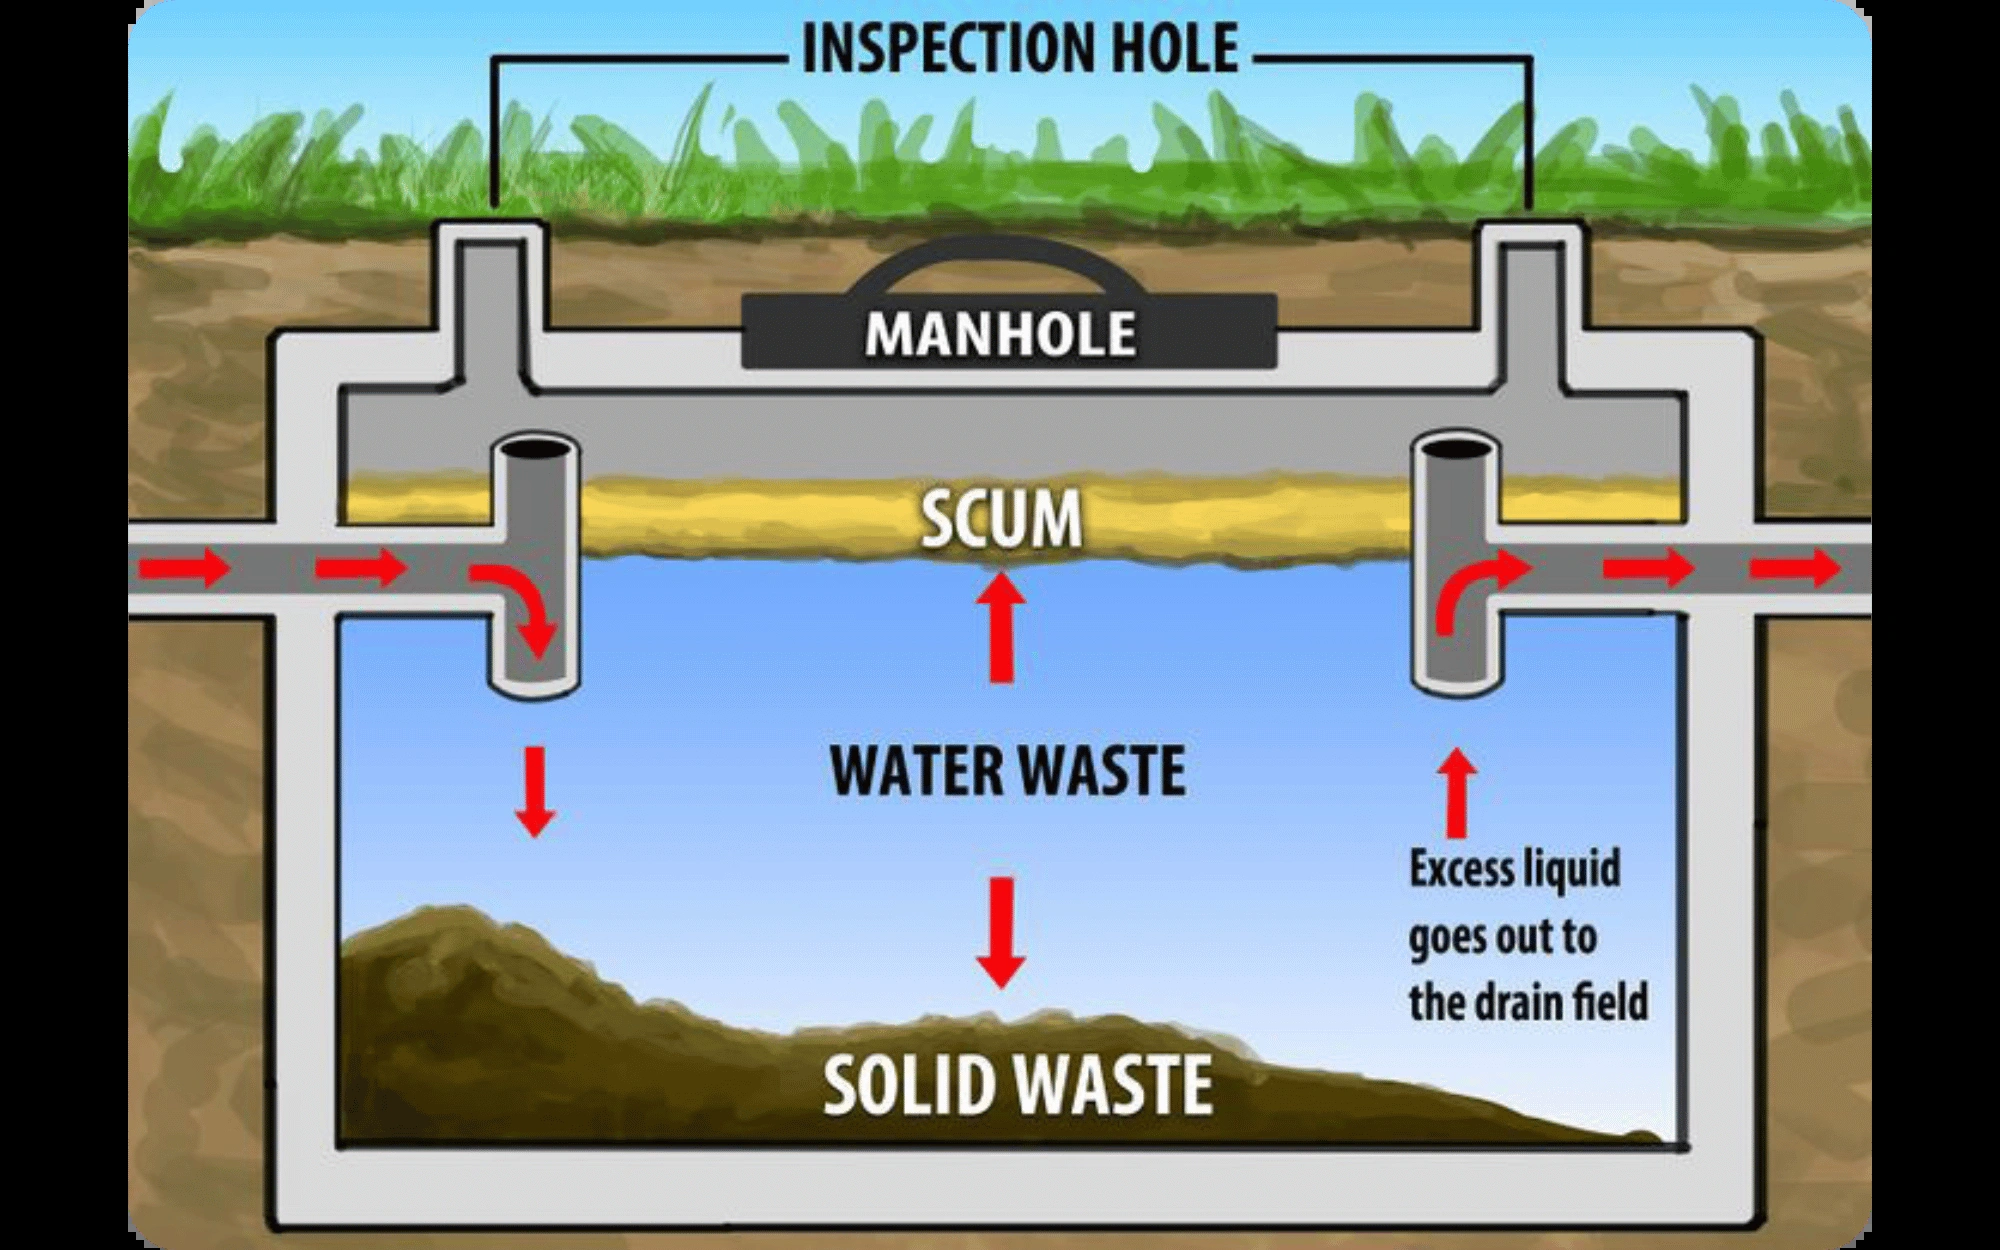 INSPECTION HOLE
MANHOLE
SCUM
WATER WASTE
Excess liquid
goes out to
the drain field
SOLID WASTE